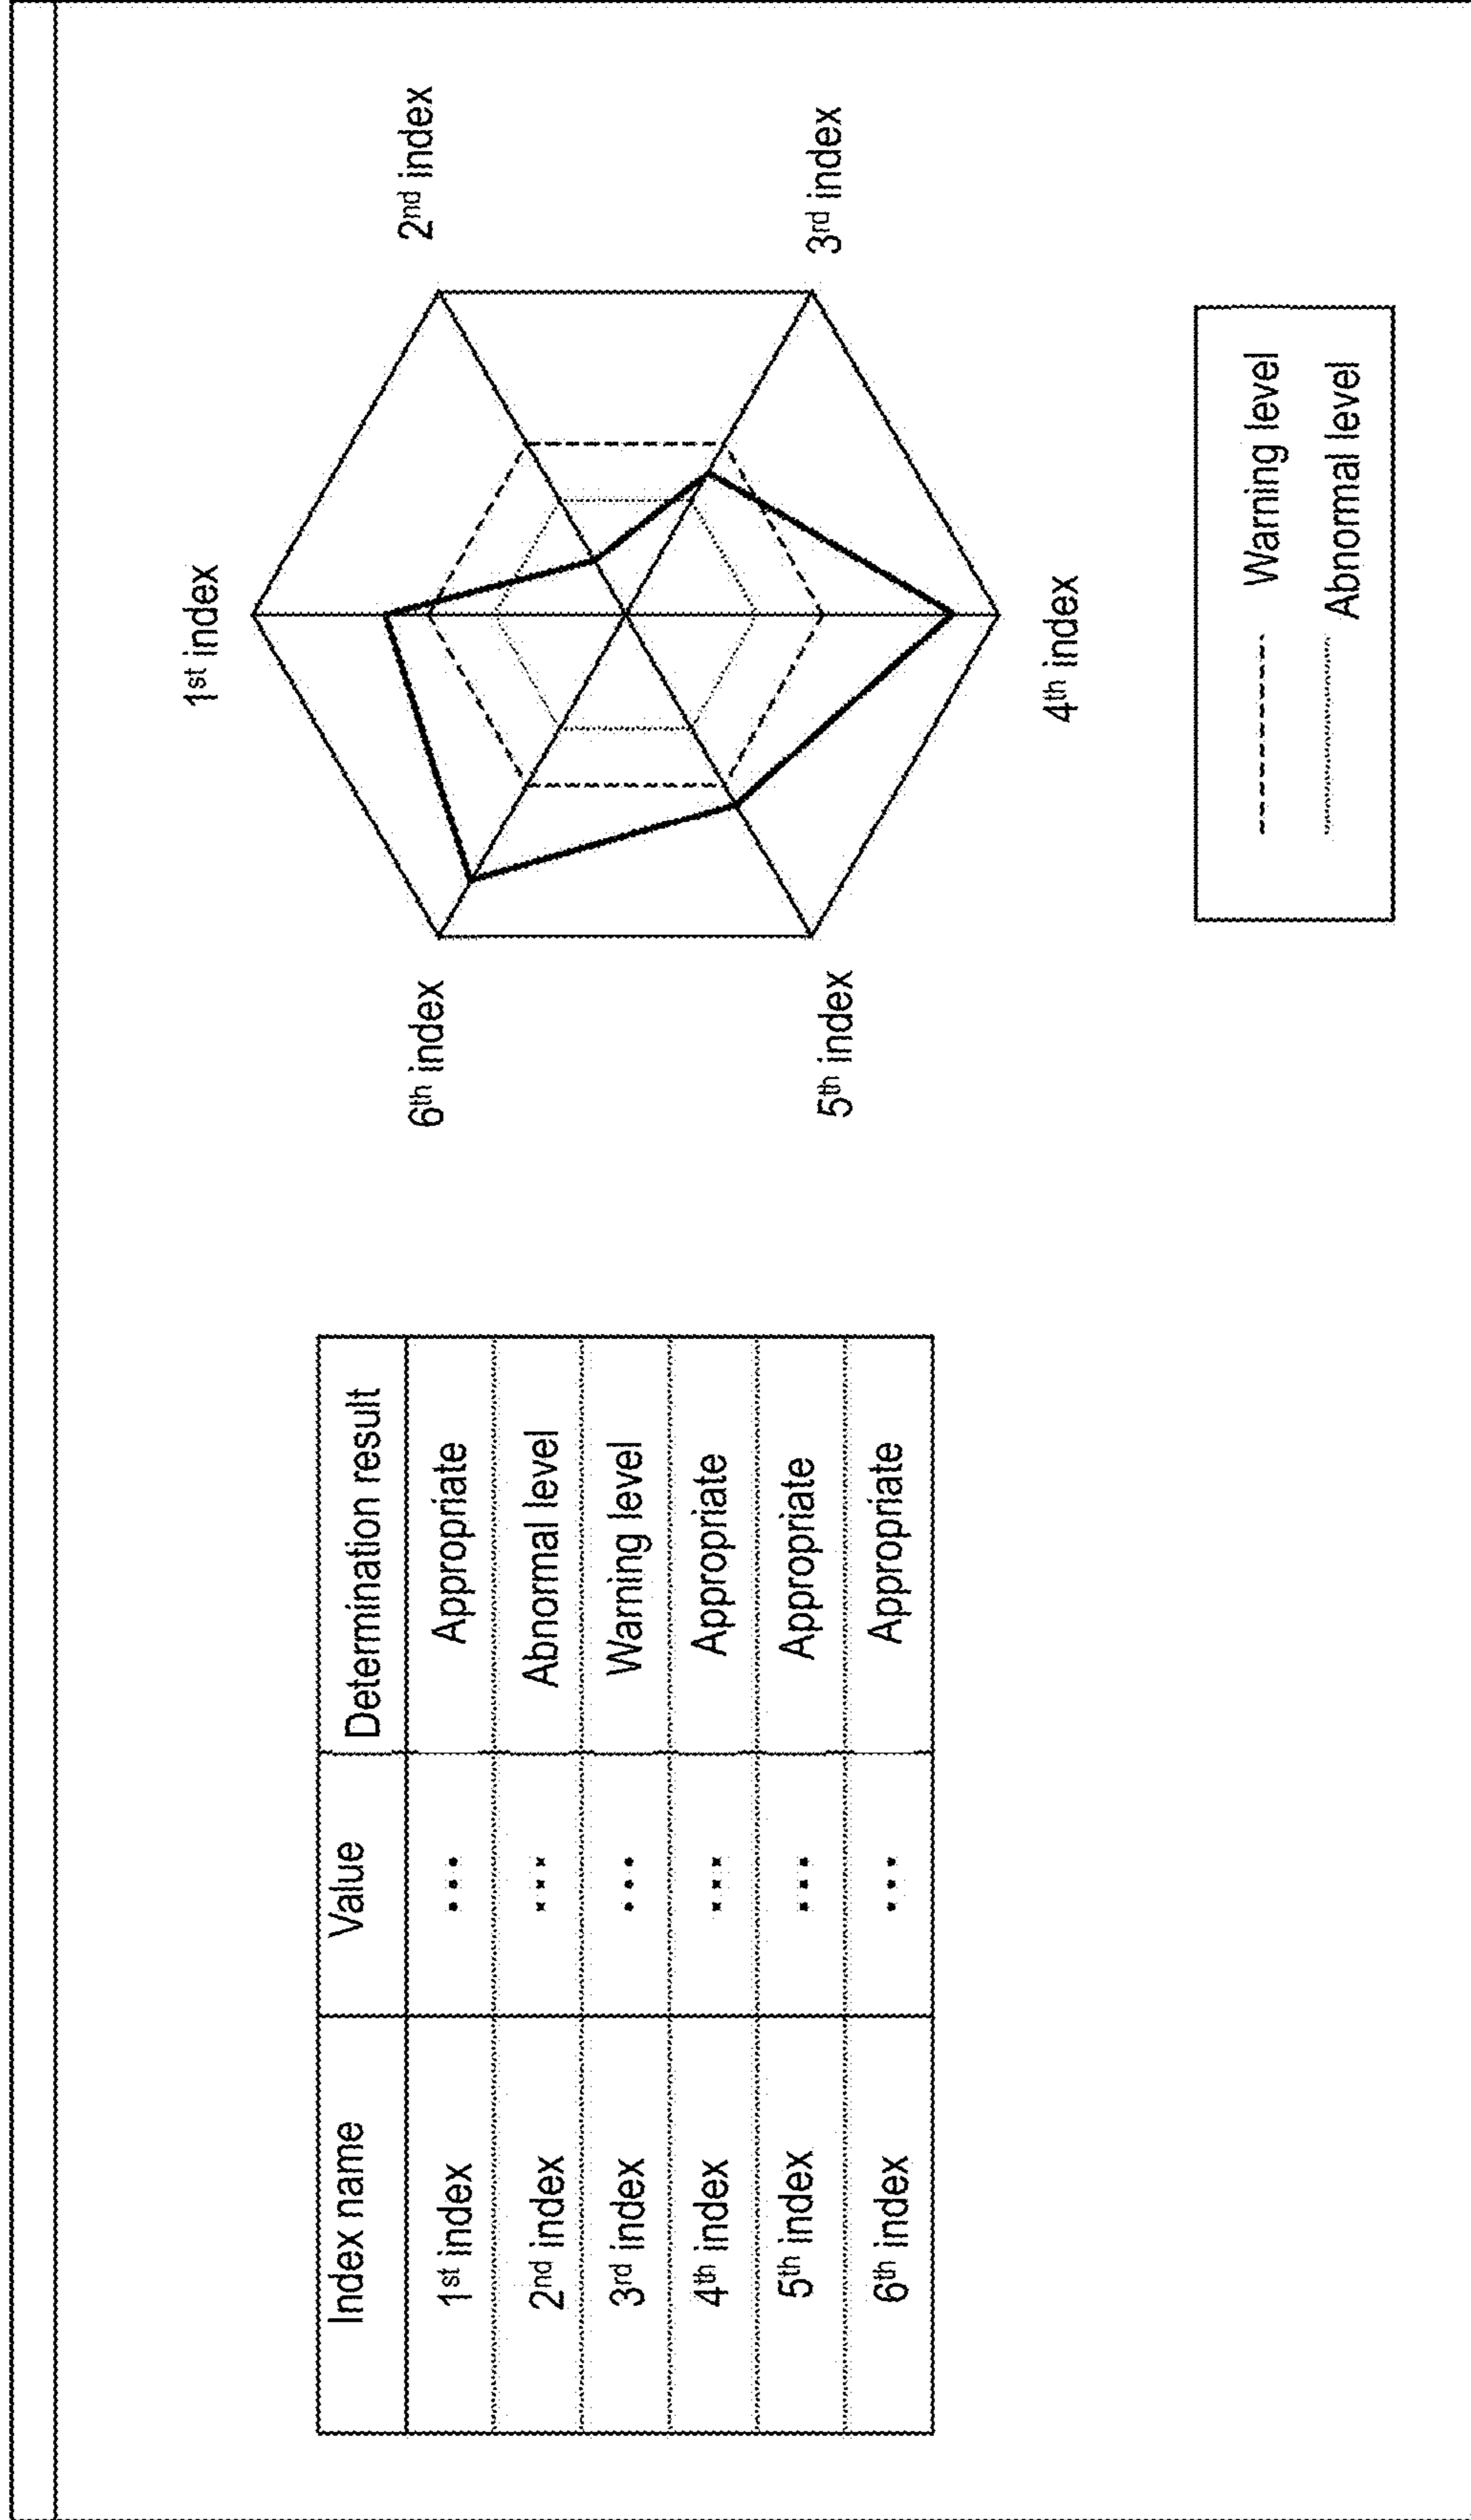 Index name Value Determination result
1st index ... Appropriate
2nd index ... Abnormal level
3rd index ... Warning level
4th index ... Appropriate
5th index ... Appropriate
6th index ... Appropriate
1st index
2nd index
3rd index
4th index
5th index
6th index
Warning level
Abnormal level